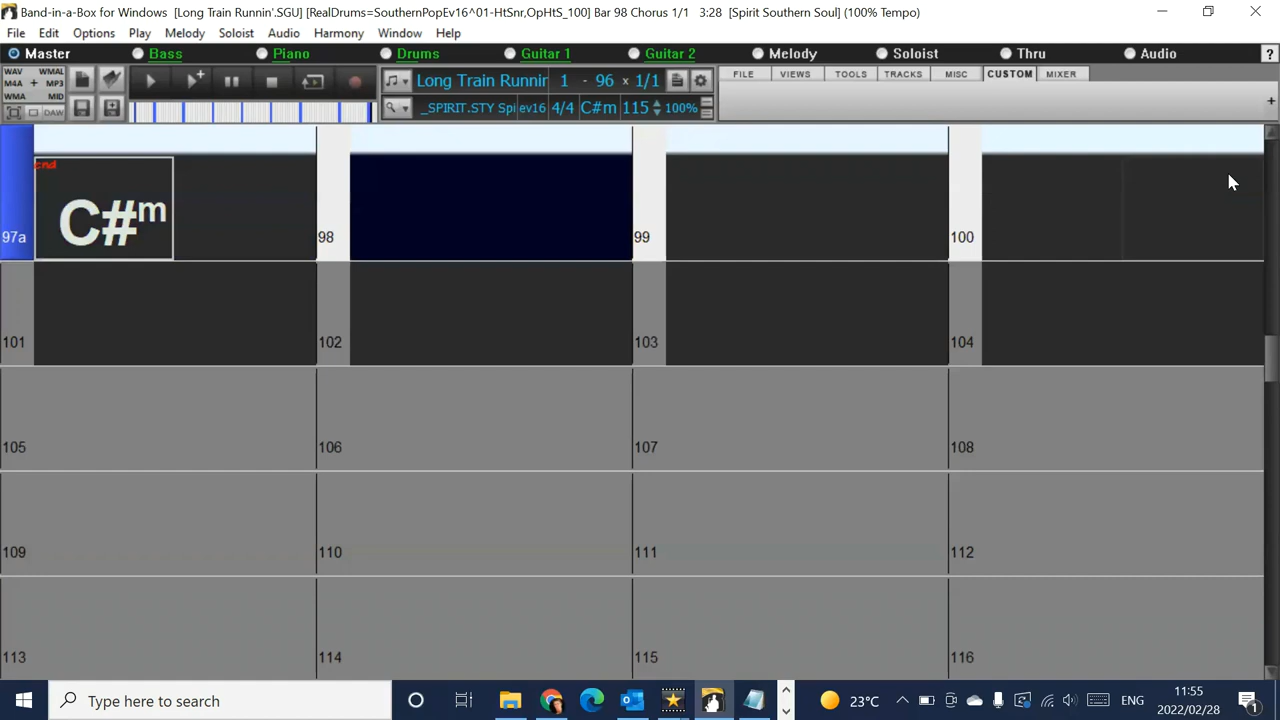 Band-in-a-Box for Windows [Long Train Runnin'.SGU] [RealDrums=SouthernPopEv16^01-HtSnr,OpHtS_100] Bar 98 Chorus 1/1 3:28 [Spirit Southern Soul] (100% Tempo)
File Edit Options Play Melody Soloist Audio Harmony Window Help
Master Bass Piano Drums Guitar 1 Guitar 2 Melody Soloist Thru Audio ?
WAV WMAL
M4A + MP3
WMA MID
DAW
Long Train Runnin 1 - 96 x 1/1
_SPIRIT.STY Spi ev16 4/4 C#m 115 100%
FILE VIEWS TOOLS TRACKS MISC CUSTOM MIXER
+
end
C#m
97a 98 99 100
101 102 103 104
105 106 107 108
109 110 111 112
113 114 115 116
Type here to search
23°C
ENG
11:55
2022/02/28
1